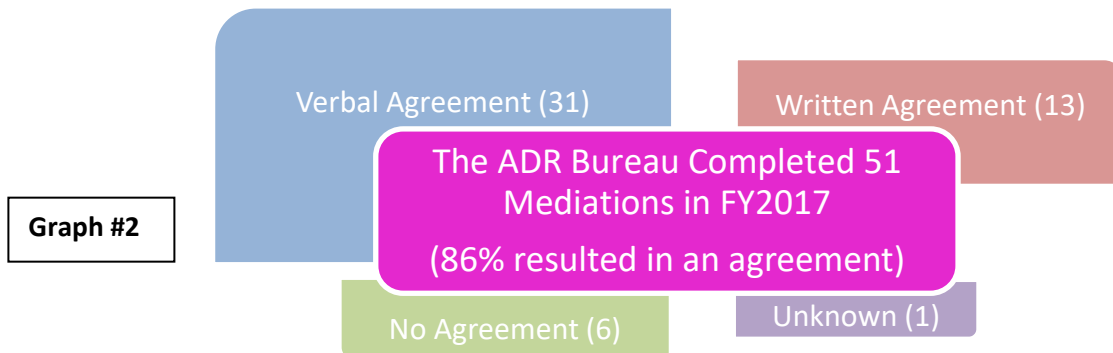 Verbal Agreement (31)
Written Agreement (13)
The ADR Bureau Completed 51
Mediations in FY2017
(86% resulted in an agreement)
Graph #2
No Agreement (6)
Unknown (1)